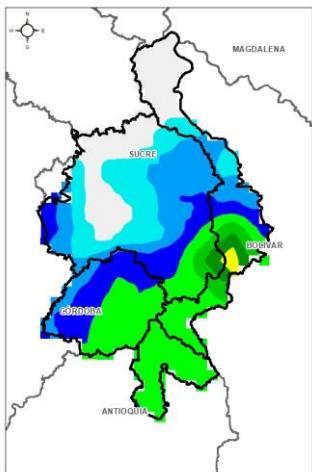 N
W E
S
MAGDALENA
SUCRE
BOLIVAR
CÓRDOBA
ANTIOQUIA